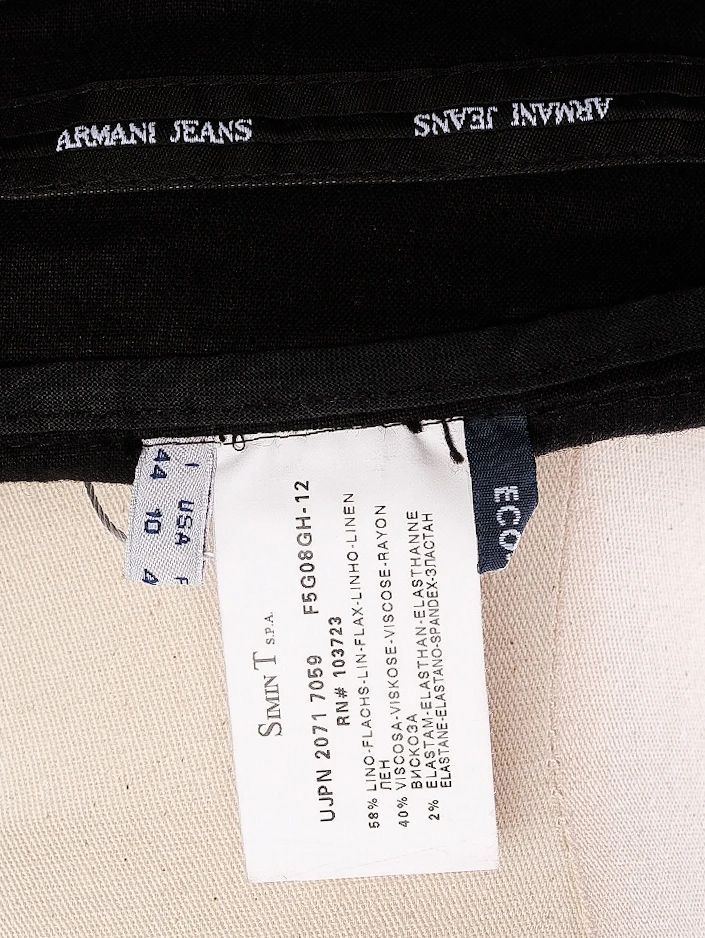 ARMANI JEANS
ARMANI JEANS
I USA
44 10
SIMINT S.P.A.
UJPN 2071 7059 F5G08GH-12
RN# 103723
58% LINO-FLACHS-LIN-FLAX-LINHO-LINEN
ЛЕН
40% VISCOSA-VISKOSE-VISCOSE-RAYON
ВИСКОЗА
2% ELASTAM-ELASTHAN-ELASTHANNE
ELASTANE-ELASTANO-SPANDEX-ЭЛАСТАН
ECO